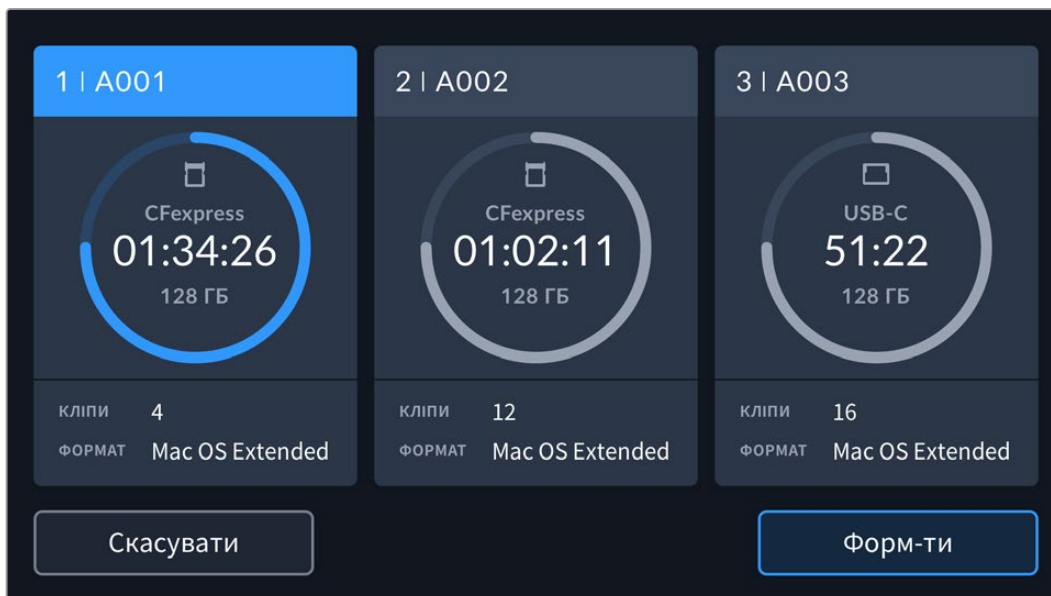 1 | A001
CFexpress
01:34:26
128 ГБ
КЛІПИ 4
ФОРМАТ Mac OS Extended
2 | A002
CFexpress
01:02:11
128 ГБ
КЛІПИ 12
ФОРМАТ Mac OS Extended
3 | A003
USB-C
51:22
128 ГБ
КЛІПИ 16
ФОРМАТ Mac OS Extended
Скасувати
Форм-ти